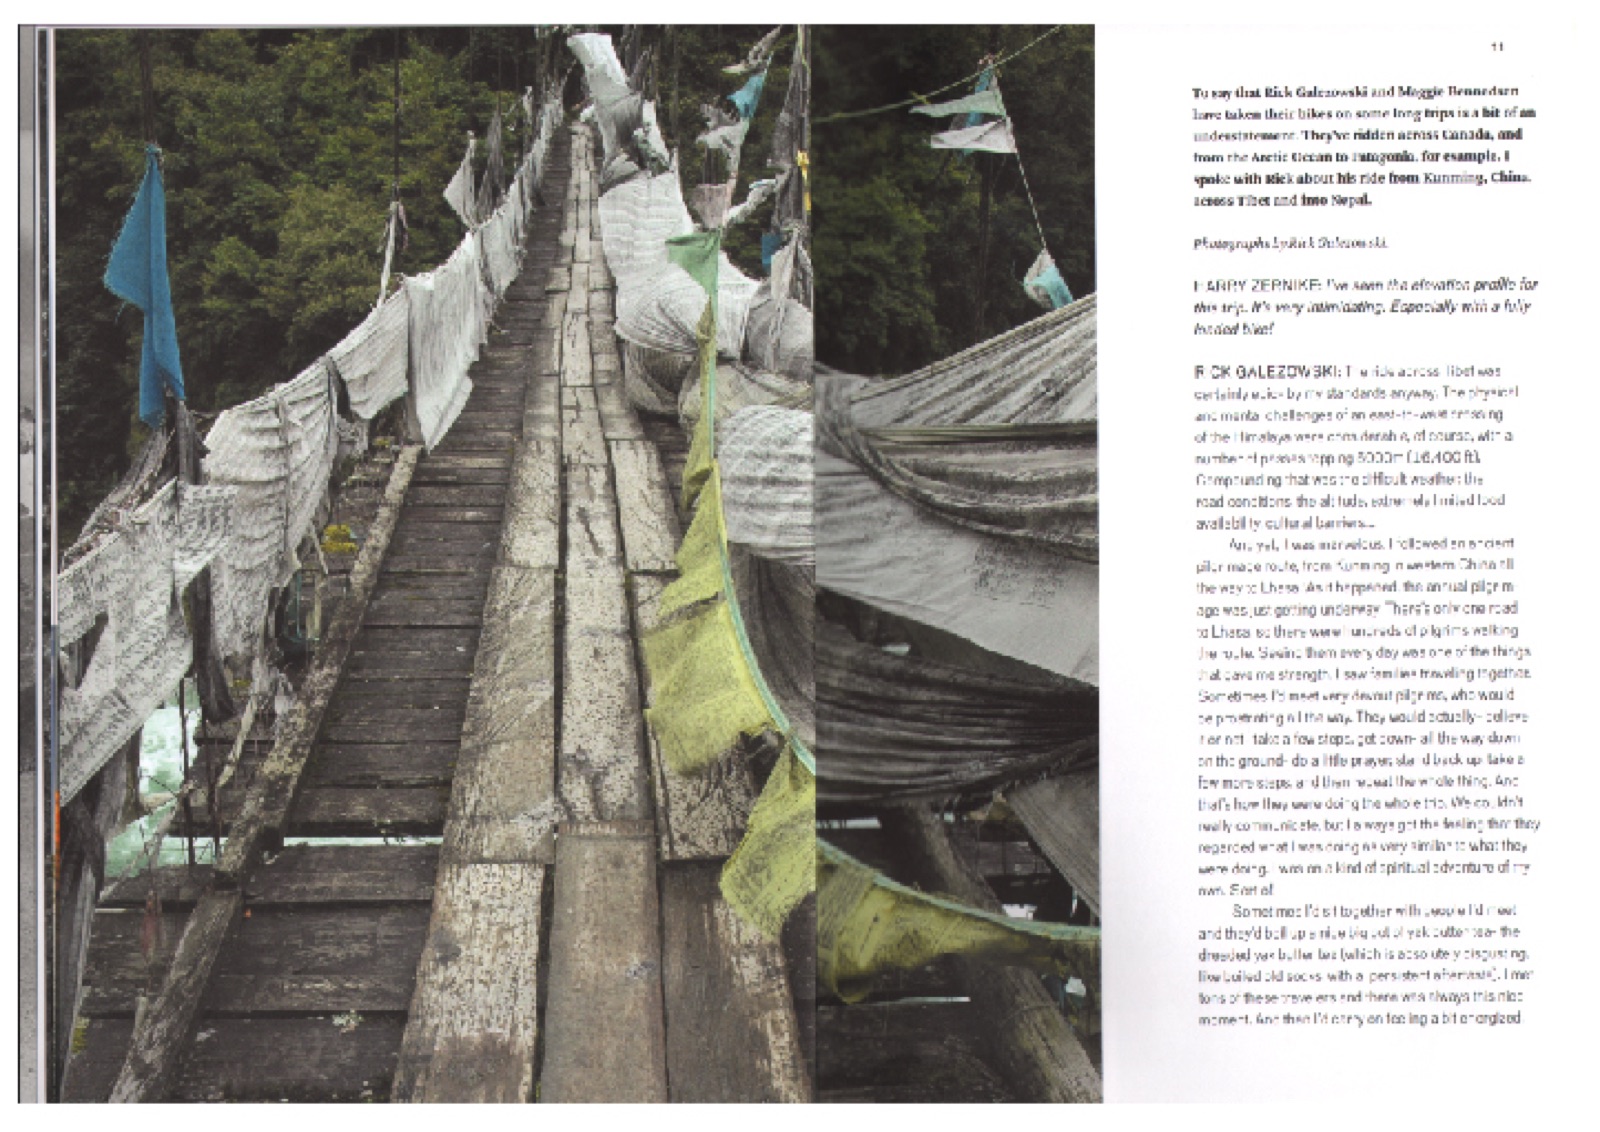 11
To say that Rick Galezowski and Maggie Bennedsen
have taken their bikes on some long trips is a bit of an
understatement. They've ridden across Canada, and
from the Arctic Ocean to Patagonia, for example. I
spoke with Rick about his ride from Kunming, China,
across Tibet and into Nepal.
Photographs by Rick Galezowski.
HARRY ZERNIKE: I've seen the elevation profile for
this trip. It's very intimidating. Especially with a fully
loaded bike!
RICK GALEZOWSKI: The ride across Tibet was
certainly epic- by my standards anyway. The physical
and mental challenges of an east-to-west crossing
of the Himalaya were considerable, of course, with a
number of passes topping 5000m (16,400 ft).
Compounding that was the difficult weather, the
road conditions, the altitude, extremely limited food
availability, cultural barriers...
And yet, it was marvelous. I followed an ancient
pilgrimage route, from Kunming in western China all
the way to Lhasa. As it happened, the annual pilgrim-
age was just getting underway. There's only one road
to Lhasa, so there were hundreds of pilgrims walking
the route. Seeing them every day was one of the things
that gave me strength. I saw families traveling together.
Sometimes I'd meet very devout pilgrims, who would
be prostrating all the way. They would actually- believe
it or not- take a few steps, get down- all the way down
on the ground- do a little prayer, stand back up, take a
few more steps, and then repeat the whole thing. And
that's how they were doing the whole trip. We couldn't
really communicate, but I always got the feeling that they
regarded what I was doing as very similar to what they
were doing. I was on a kind of spiritual adventure of my
own. Sort of.
Sometimes I'd sit together with people I'd meet
and they'd boil up a nice big pot of yak butter tea- the
dreaded yak butter tea (which is absolutely disgusting,
like boiled old socks, with a persistent aftertaste). I met
tons of these travelers and there was always this nice
moment. And then I'd carry on feeling a bit energized.